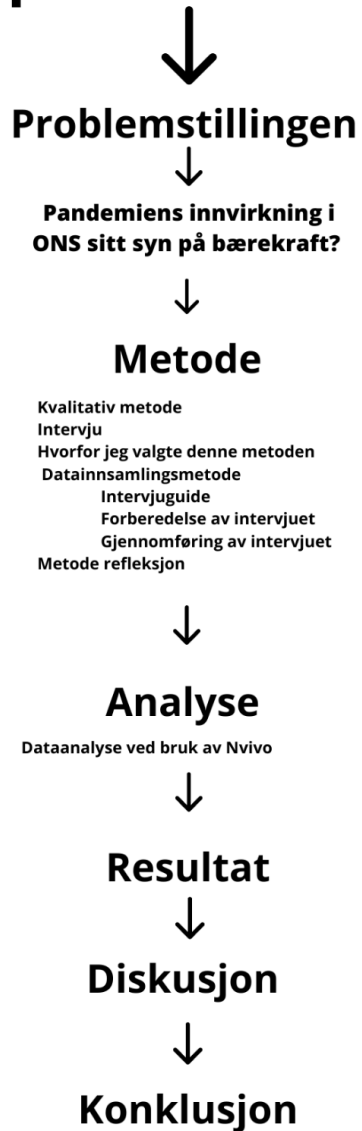 Problemstillingen
Pandemiens innvirkning i
ONS sitt syn på bærekraft?
Metode
Kvalitativ metode
Intervju
Hvorfor jeg valgte denne metoden
Datainnsamlingsmetode
Intervjuguide
Forberedelse av intervjuet
Gjennomføring av intervjuet
Metode refleksjon
Analyse
Dataanalyse ved bruk av Nvivo
Resultat
Diskusjon
Konklusjon